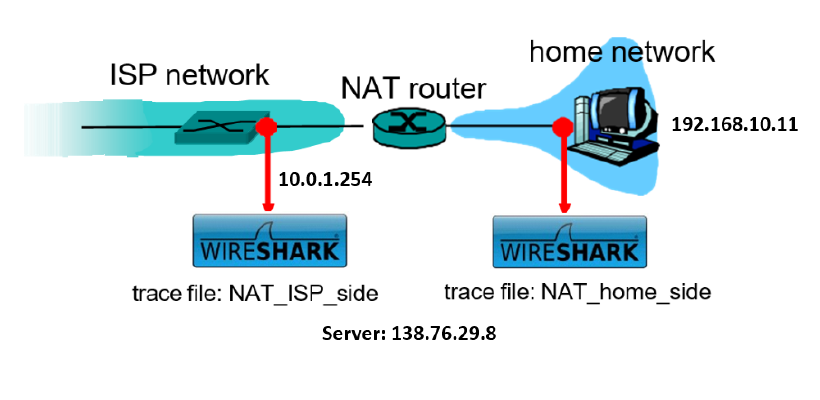 home network
ISP network
NAT router
192.168.10.11
10.0.1.254
WIRESHARK
WIRESHARK
trace file: NAT_ISP_side
trace file: NAT_home_side
Server: 138.76.29.8